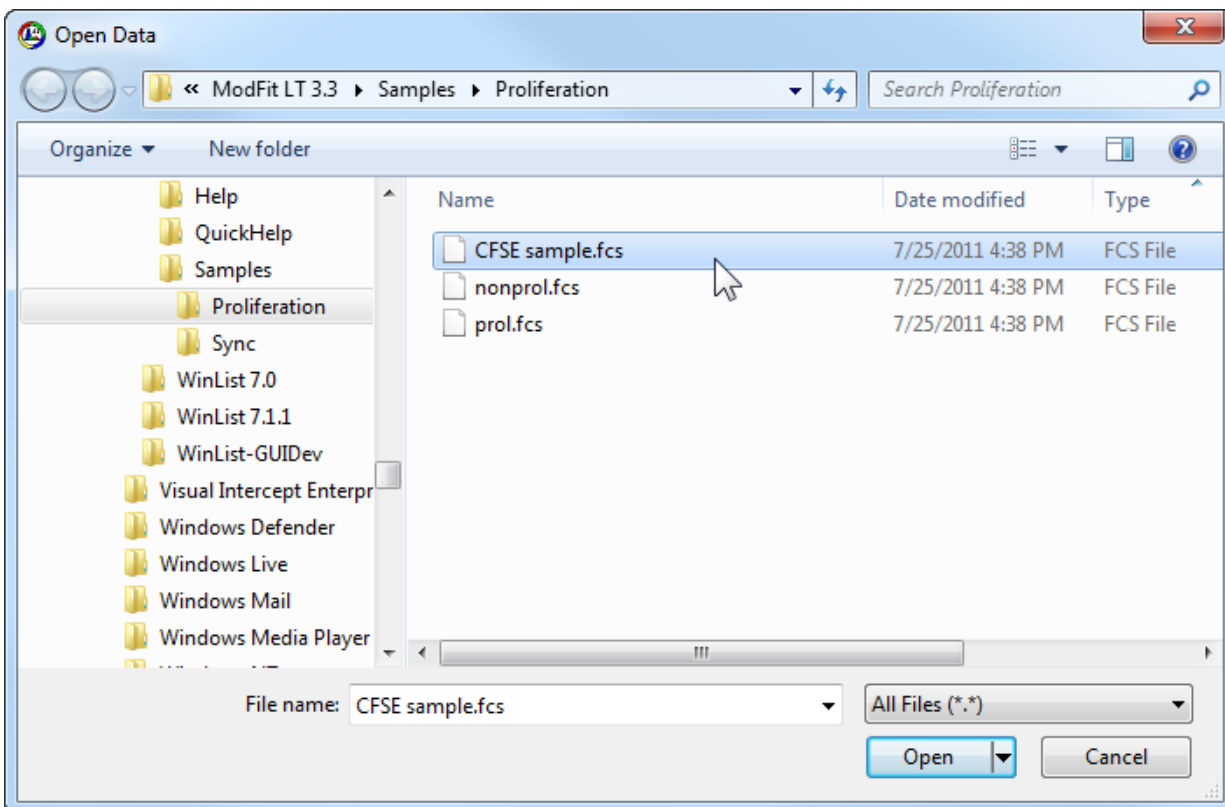 Open Data
« ModFit LT 3.3 ▸ Samples ▸ Proliferation
Search Proliferation
Organize
New folder
Help
QuickHelp
Samples
Proliferation
Sync
WinList 7.0
WinList 7.1.1
WinList-GUIDev
Visual Intercept Enterpr
Windows Defender
Windows Live
Windows Mail
Windows Media Player
Name Date modified Type
CFSE sample.fcs 7/25/2011 4:38 PM FCS File
nonprol.fcs 7/25/2011 4:38 PM FCS File
prol.fcs 7/25/2011 4:38 PM FCS File
File name: CFSE sample.fcs
All Files (*.*)
Open
Cancel